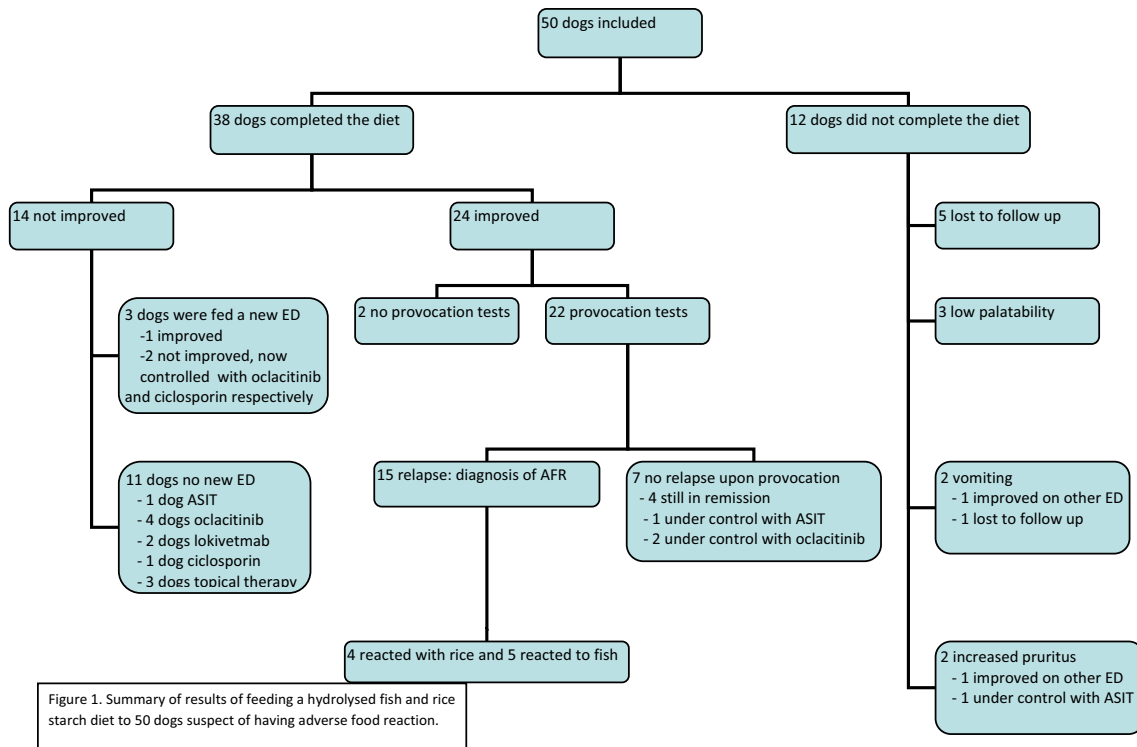 50 dogs included
38 dogs completed the diet
12 dogs did not complete the diet
14 not improved
24 improved
5 lost to follow up
3 dogs were fed a new ED
-1 improved
-2 not improved, now
controlled with oclacitinib
and ciclosporin respectively
2 no provocation tests
22 provocation tests
3 low palatability
11 dogs no new ED
- 1 dog ASIT
- 4 dogs oclacitinib
- 2 dogs lokivetmab
- 1 dog ciclosporin
- 3 dogs topical therapy
15 relapse: diagnosis of AFR
7 no relapse upon provocation
- 4 still in remission
- 1 under control with ASIT
- 2 under control with oclacitinib
2 vomiting
- 1 improved on other ED
- 1 lost to follow up
4 reacted with rice and 5 reacted to fish
2 increased pruritus
- 1 improved on other ED
- 1 under control with ASIT
Figure 1. Summary of results of feeding a hydrolysed fish and rice
starch diet to 50 dogs suspect of having adverse food reaction.